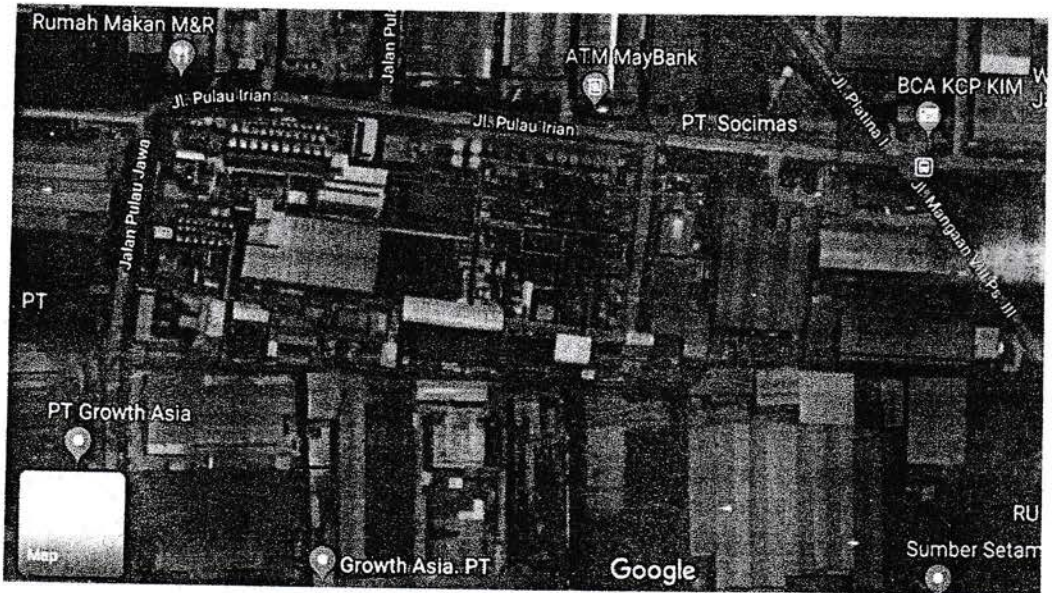 Rumah Makan M&R
Jalan Pula
ATM MayBank
Jl. Platina I
BCA KCP KIM
W
Ja
Jl. Pulau Irian
Jl. Pulau Irian
PT. Socimas
Jalan Pulau Jawa
Jl. Mangaan VIII Ps. III
PT
PT Growth Asia
Map
Growth Asia. PT
Google
RU
Sumber Setam